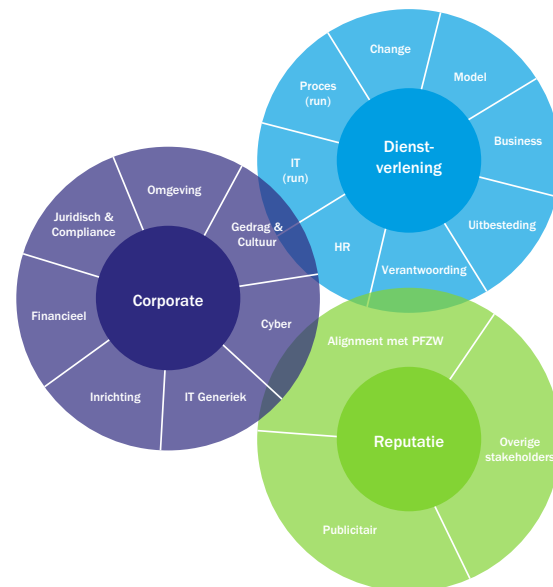 Change
Model
Business
Uitbesteding
Verantwoording
HR
IT
(run)
Proces
(run)
Dienst-
verlening
Omgeving
Gedrag &
Cultuur
Cyber
IT Generiek
Inrichting
Financieel
Juridisch &
Compliance
Corporate
Alignment met PFZW
Overige
stakeholders
Publicitair
Reputatie